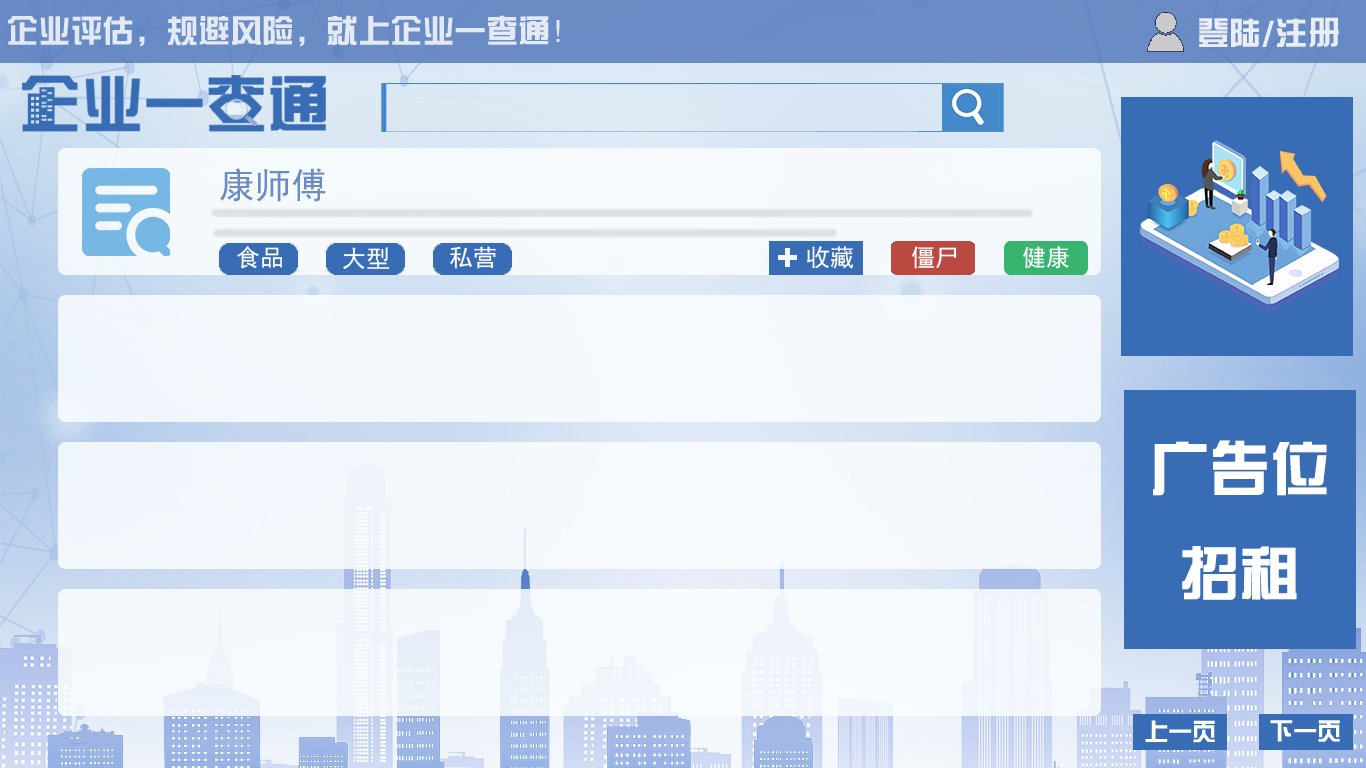 企业评估，规避风险，就上企业一查通！
登陆/注册
企业一查通
康师傅
食品 大型 私营 收藏 僵尸 健康
广告位
招租
上一页 下一页